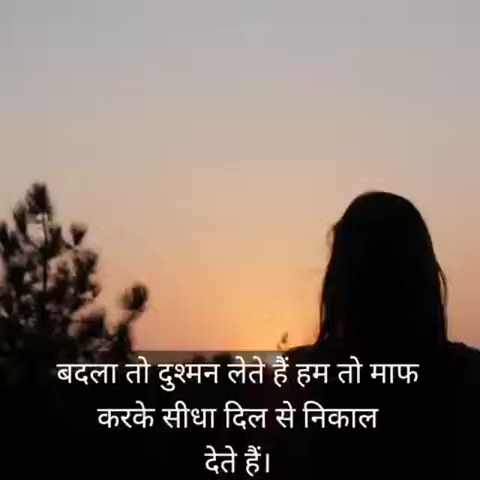 बदला तो दुश्मन लेते हैं हम तो माफ
करके सीधा दिल से निकाल
देते हैं।